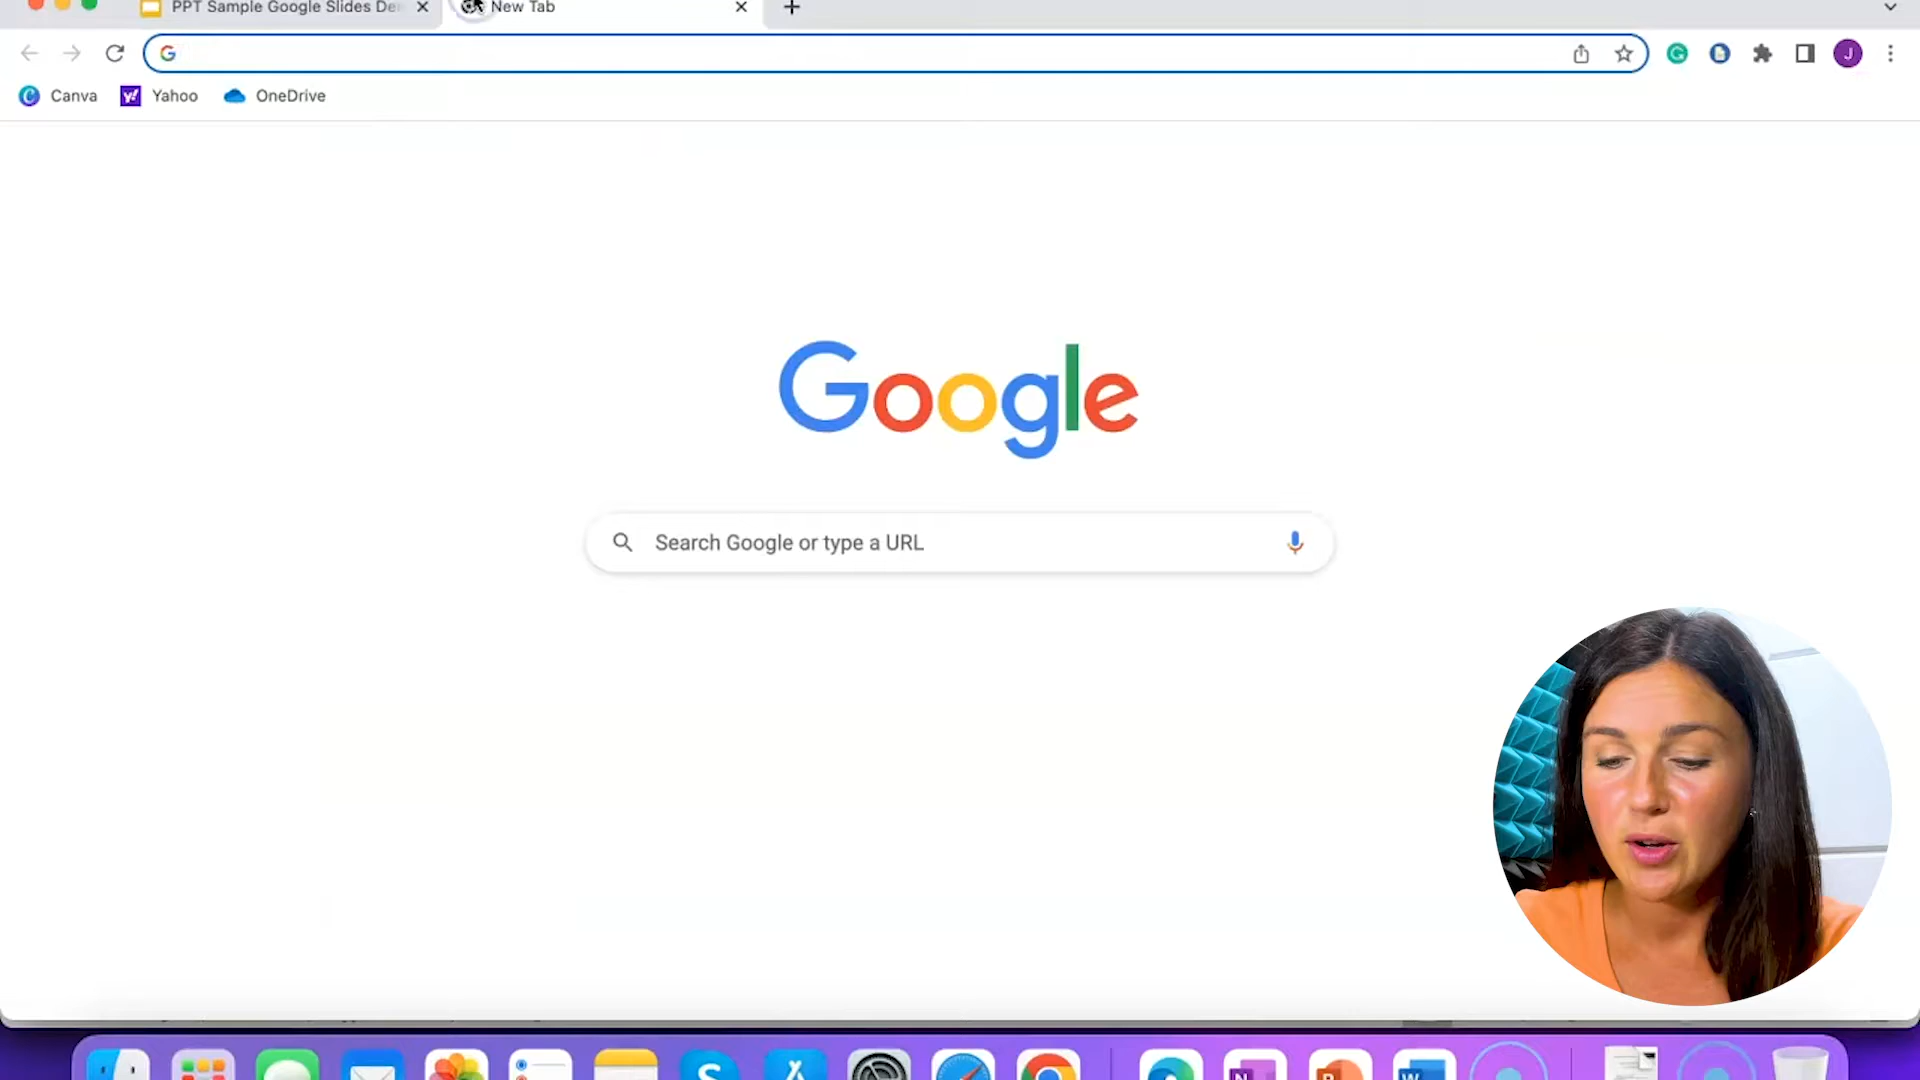 PPT Sample Google Slides De
New Tab
G
Canva
y!
Yahoo
OneDrive
J
Google
Search Google or type a URL
S
N
P
W